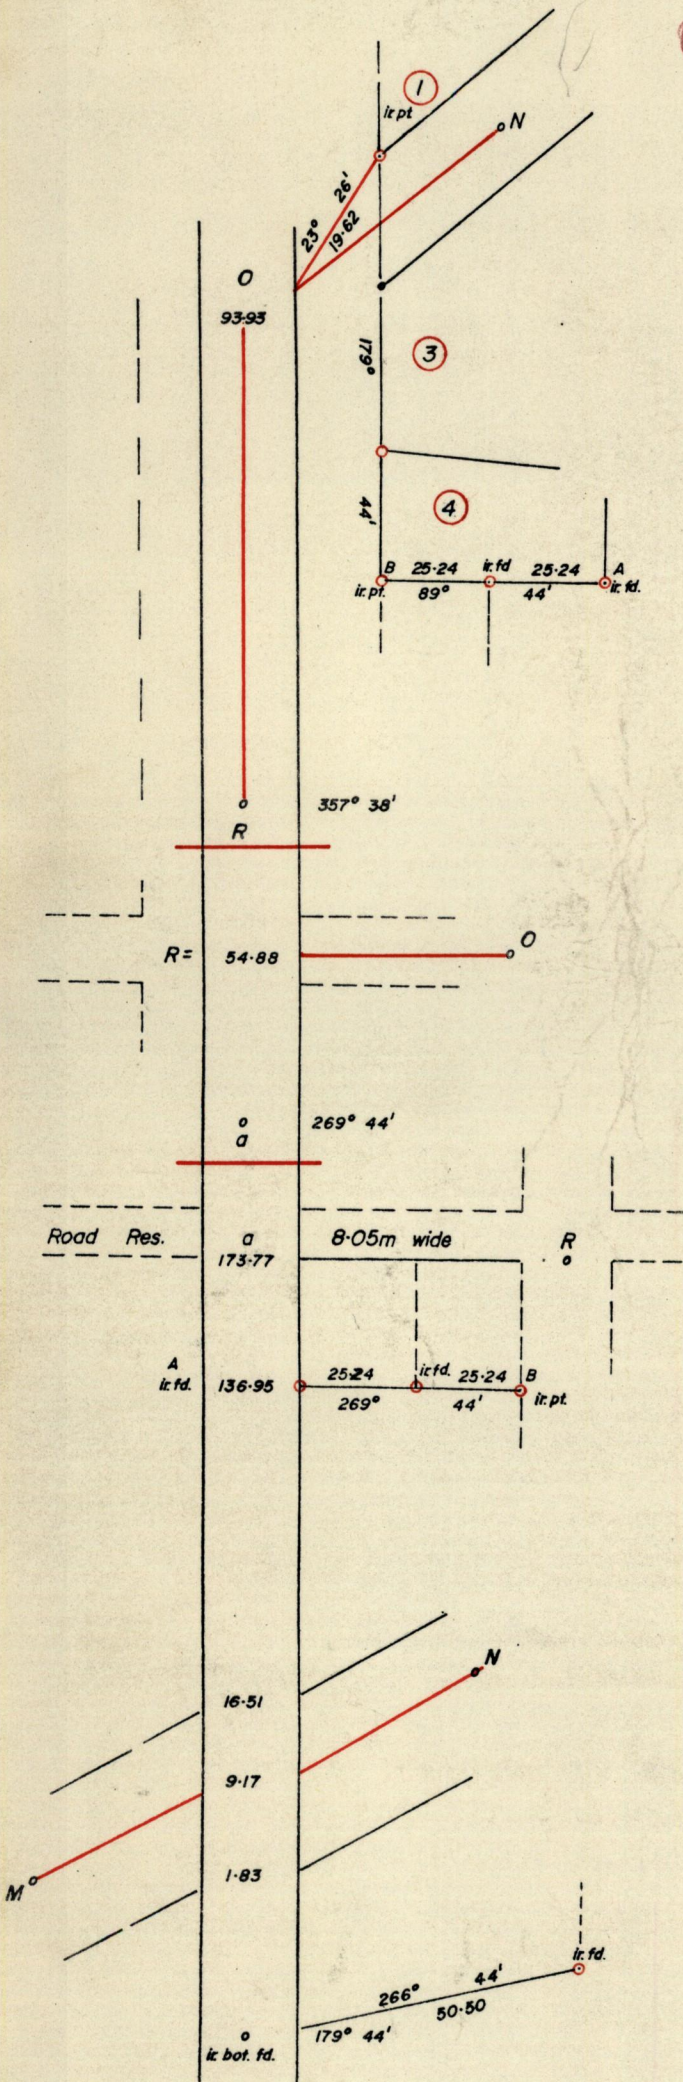 1
ir.pt
N
26'
23°
19·62
O
93·93
179°
3
44'
4
B 25·24 ir.fd 25·24 A
ir.pt. 89° 44' ir. fd.
357° 38'
R
O
R= 54·88
269° 44'
a
Road Res. a 8·05m wide R
173·77
A
ir. fd. 136·95 25·24 ir.fd. 25·24 B
269° 44' ir.pt.
N
16·51
9·17
1·83
M
ir. fd.
266° 44'
50·50
179° 44'
ir. bot. fd.